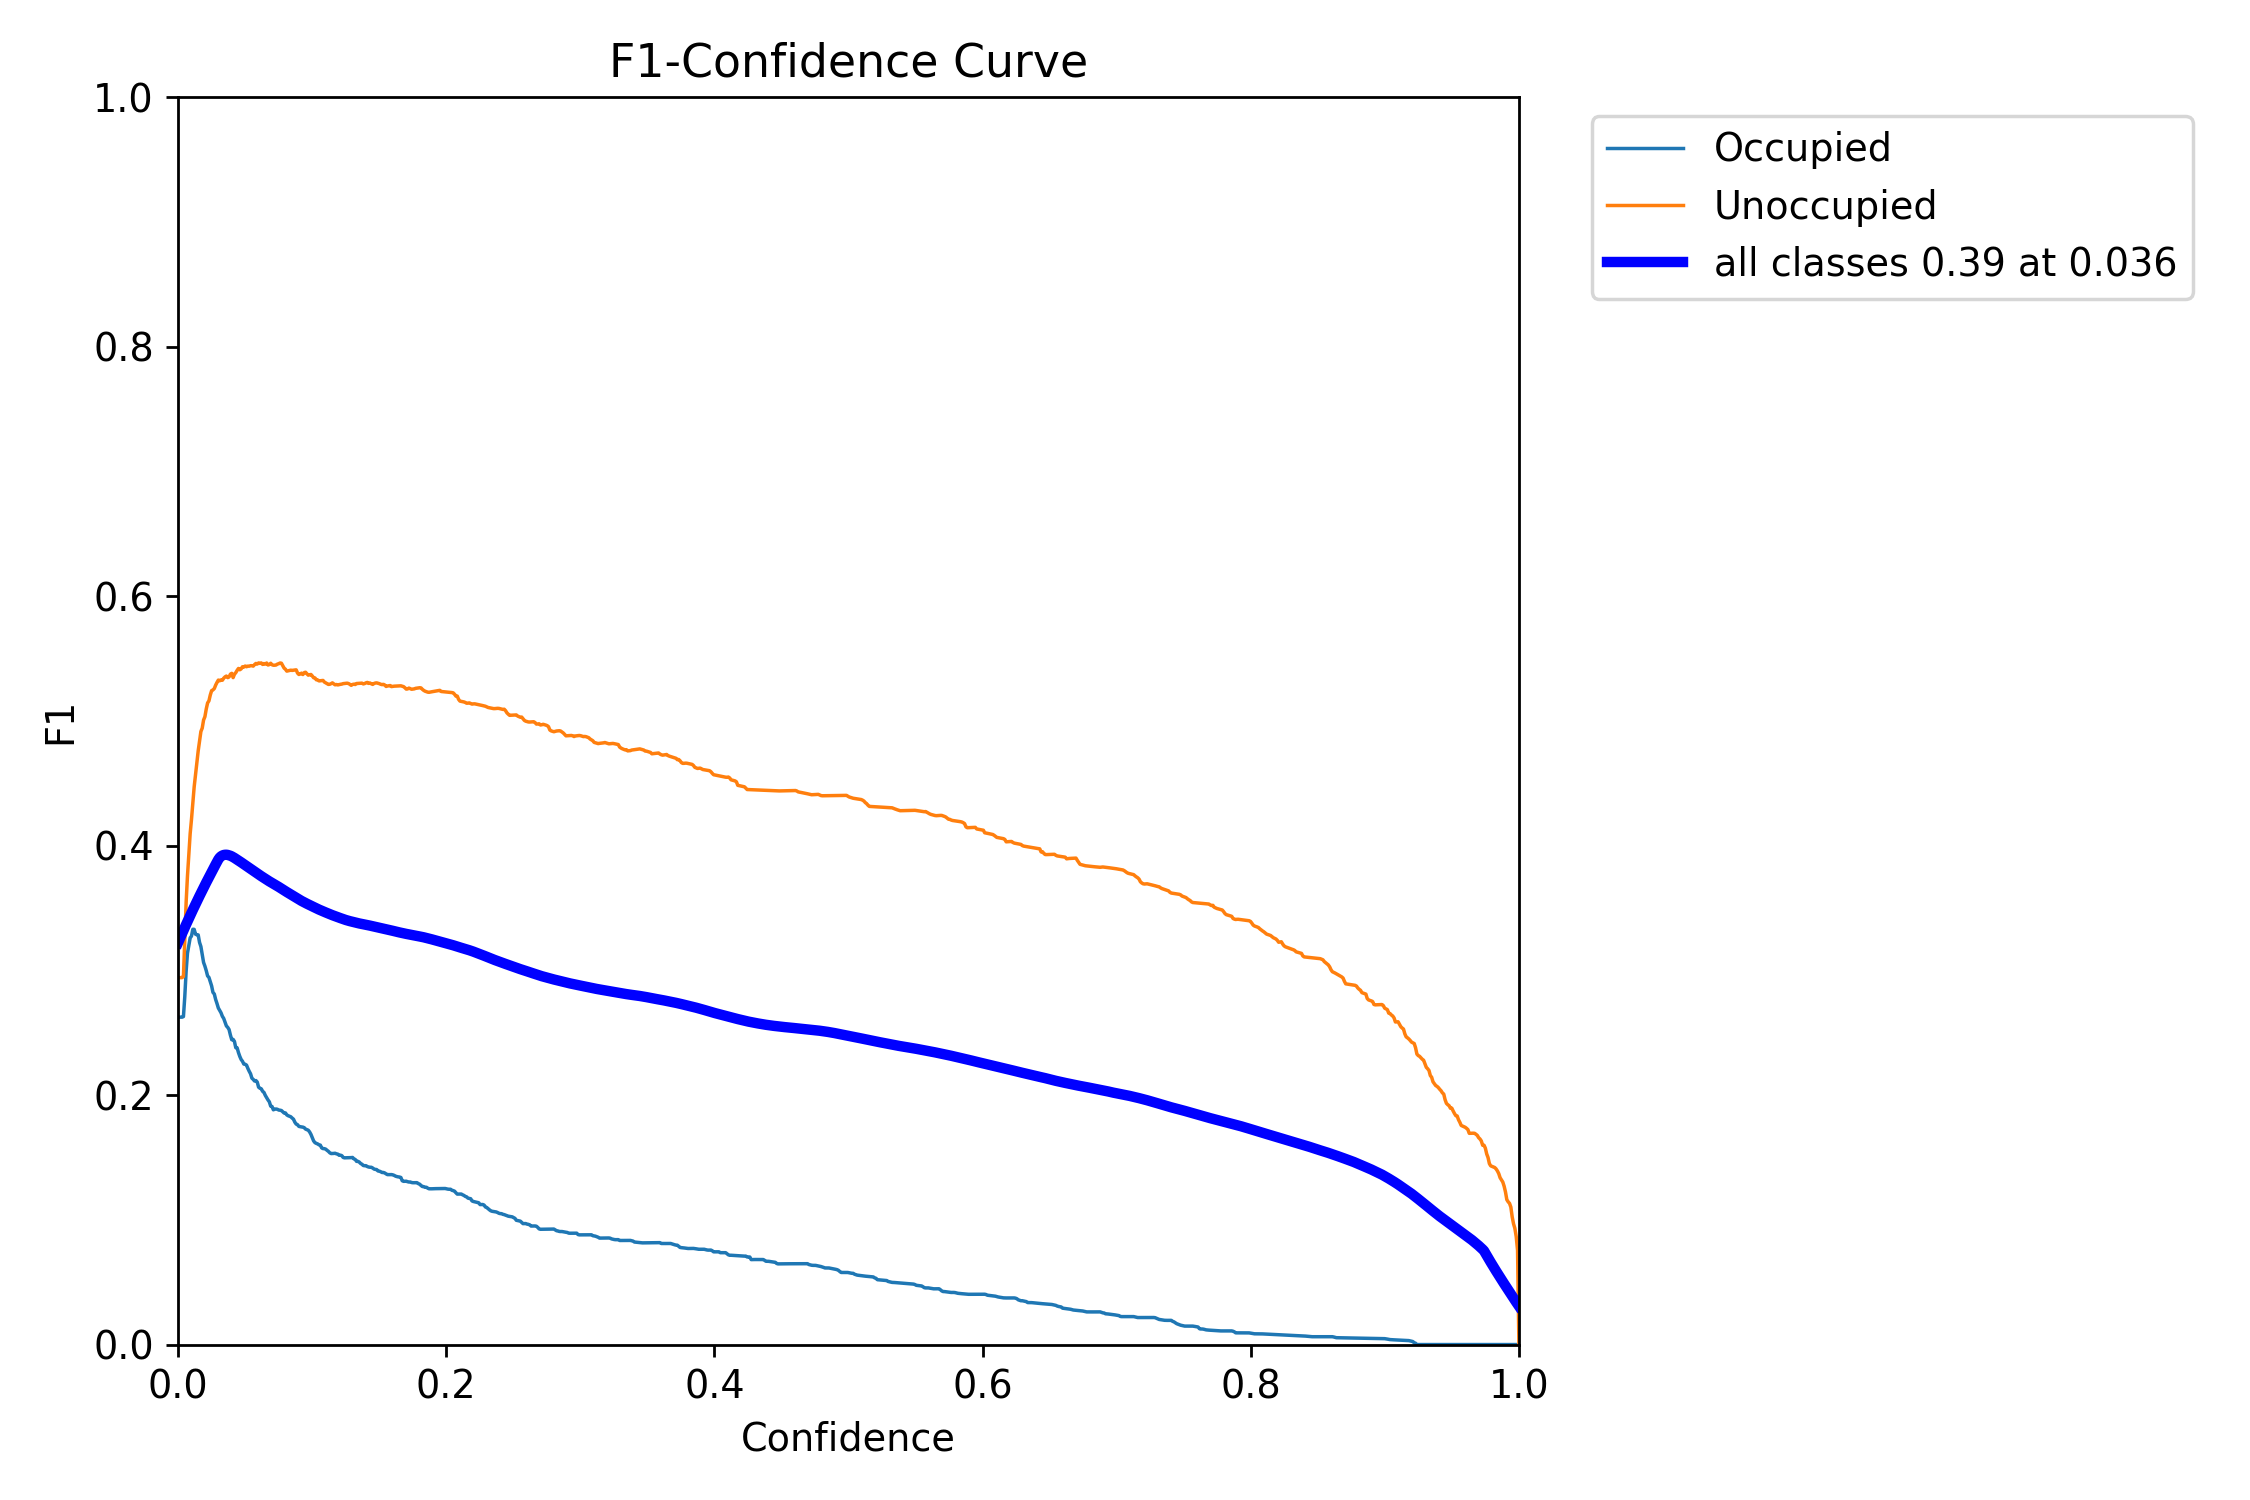 F1-Confidence Curve
1.0
0.8
0.6
0.4
0.2
0.0
F1
0.0 0.2 0.4 0.6 0.8 1.0
Confidence
Occupied
Unoccupied
all classes 0.39 at 0.036